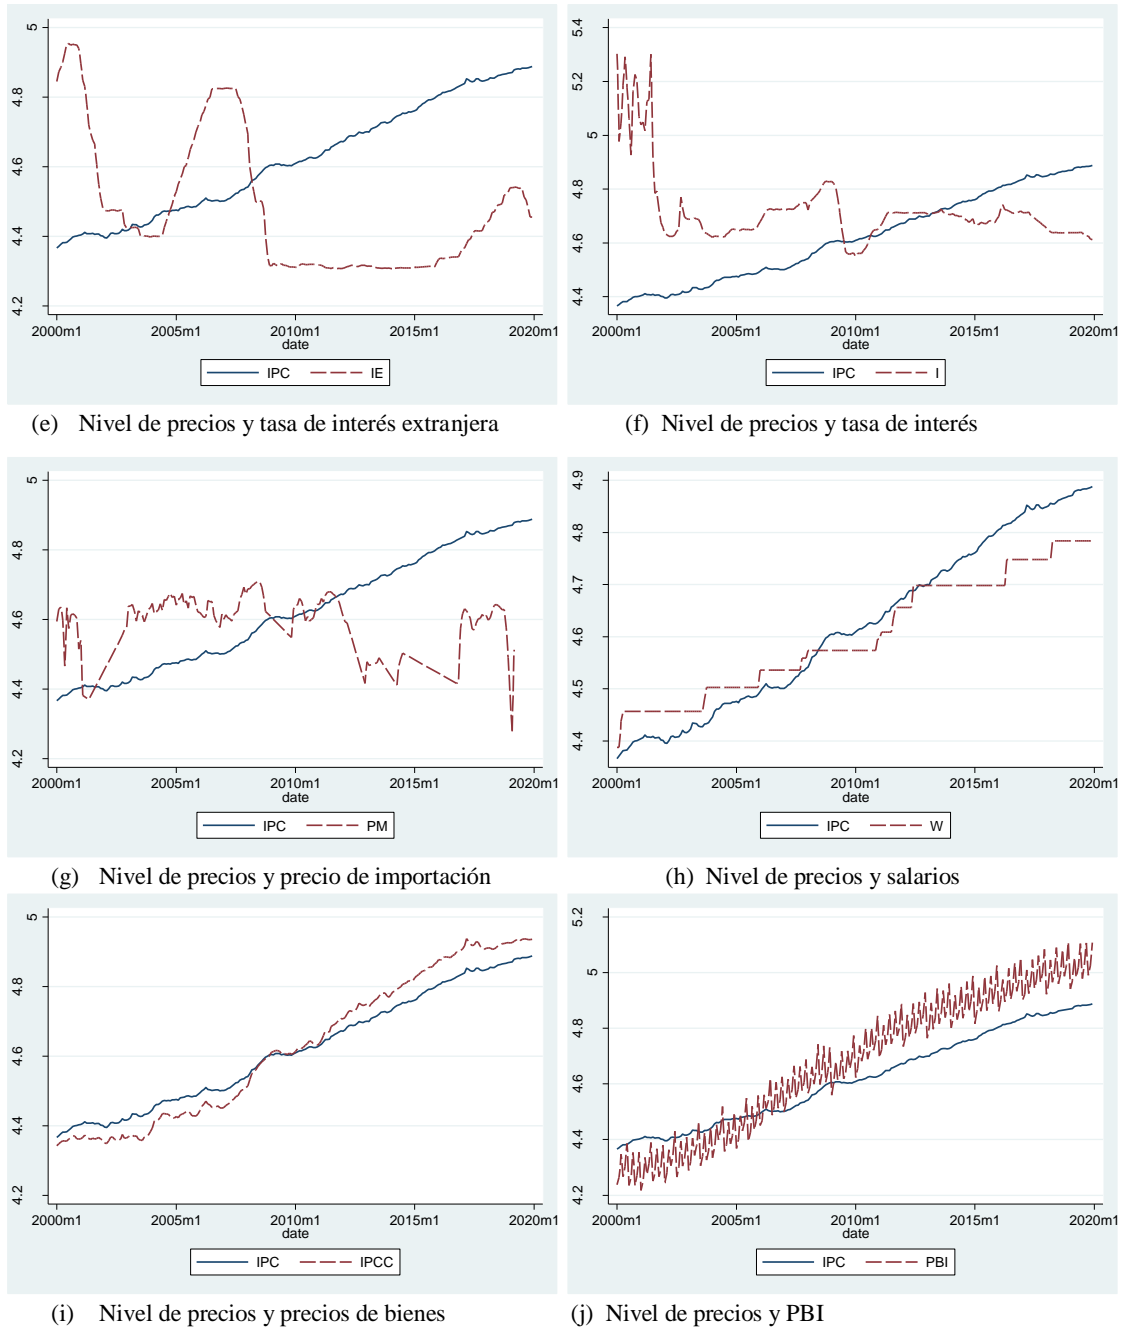 5
4.8
4.6
4.4
4.2
2000m1 2005m1 2010m1 2015m1 2020m1
date
IPC IE
(e) Nivel de precios y tasa de interés extranjera
5.4
5.2
5
4.8
4.6
4.4
2000m1 2005m1 2010m1 2015m1 2020m1
date
IPC I
(f) Nivel de precios y tasa de interés
5
4.8
4.6
4.4
4.2
2000m1 2005m1 2010m1 2015m1 2020m1
date
IPC PM
(g) Nivel de precios y precio de importación
4.9
4.8
4.7
4.6
4.5
4.4
2000m1 2005m1 2010m1 2015m1 2020m1
date
IPC W
(h) Nivel de precios y salarios
5
4.8
4.6
4.4
4.2
2000m1 2005m1 2010m1 2015m1 2020m1
date
IPC IPCC
(i) Nivel de precios y precios de bienes
5.2
5
4.8
4.6
4.4
4.2
2000m1 2005m1 2010m1 2015m1 2020m1
date
IPC PBI
(j) Nivel de precios y PBI